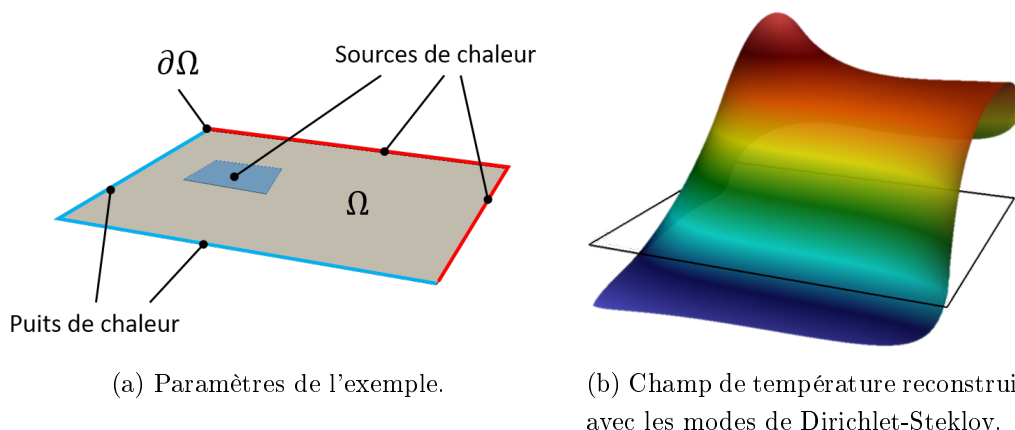 ∂Ω
Sources de chaleur
Ω
Puits de chaleur
(a) Paramètres de l'exemple.
(b) Champ de température reconstrui
avec les modes de Dirichlet-Steklov.